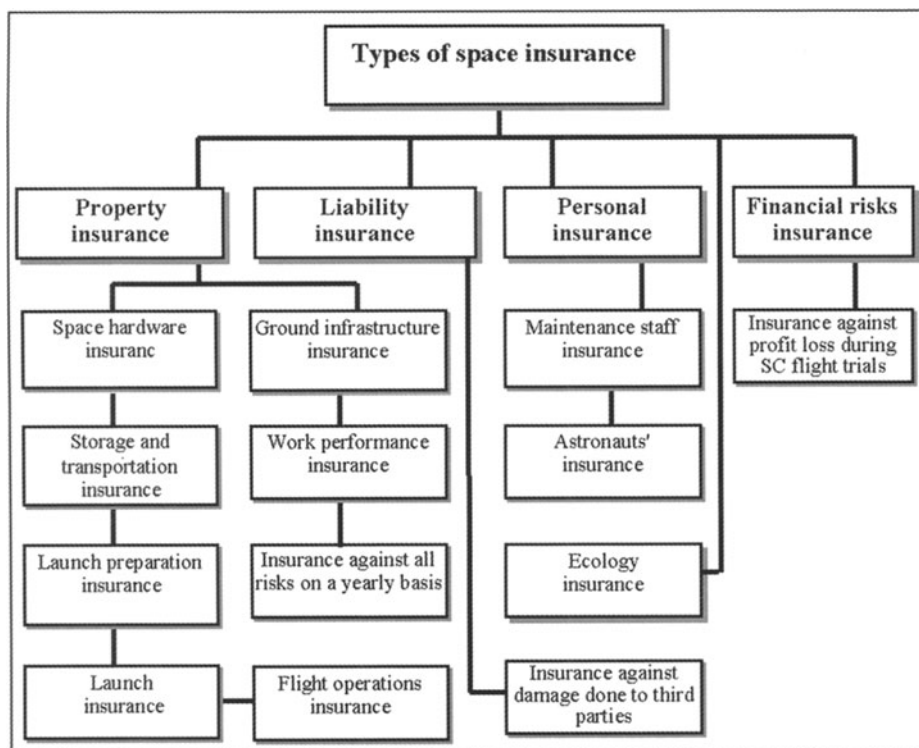 Types of space insurance
Property
insurance
Liability
insurance
Personal
insurance
Financial risks
insurance
Space hardware
insuranc
Ground infrastructure
insurance
Maintenance staff
insurance
Insurance against
profit loss during
SC flight trials
Storage and
transportation
insurance
Work performance
insurance
Astronauts'
insurance
Launch preparation
insurance
Insurance against all
risks on a yearly basis
Ecology
insurance
Launch
insurance
Flight operations
insurance
Insurance against
damage done to third
parties